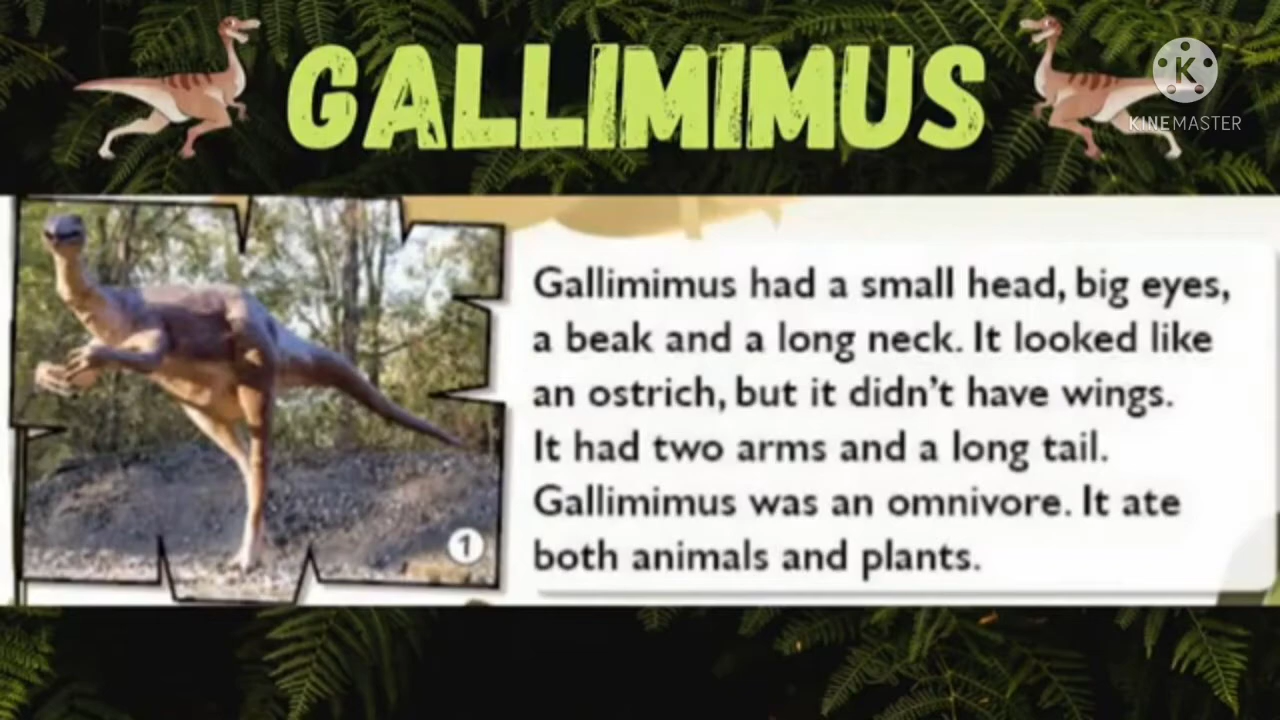 GALLIMIMUS
K
KINEMASTER
Gallimimus had a small head, big eyes,
a beak and a long neck. It looked like
an ostrich, but it didn't have wings.
It had two arms and a long tail.
Gallimimus was an omnivore. It ate
both animals and plants.
1